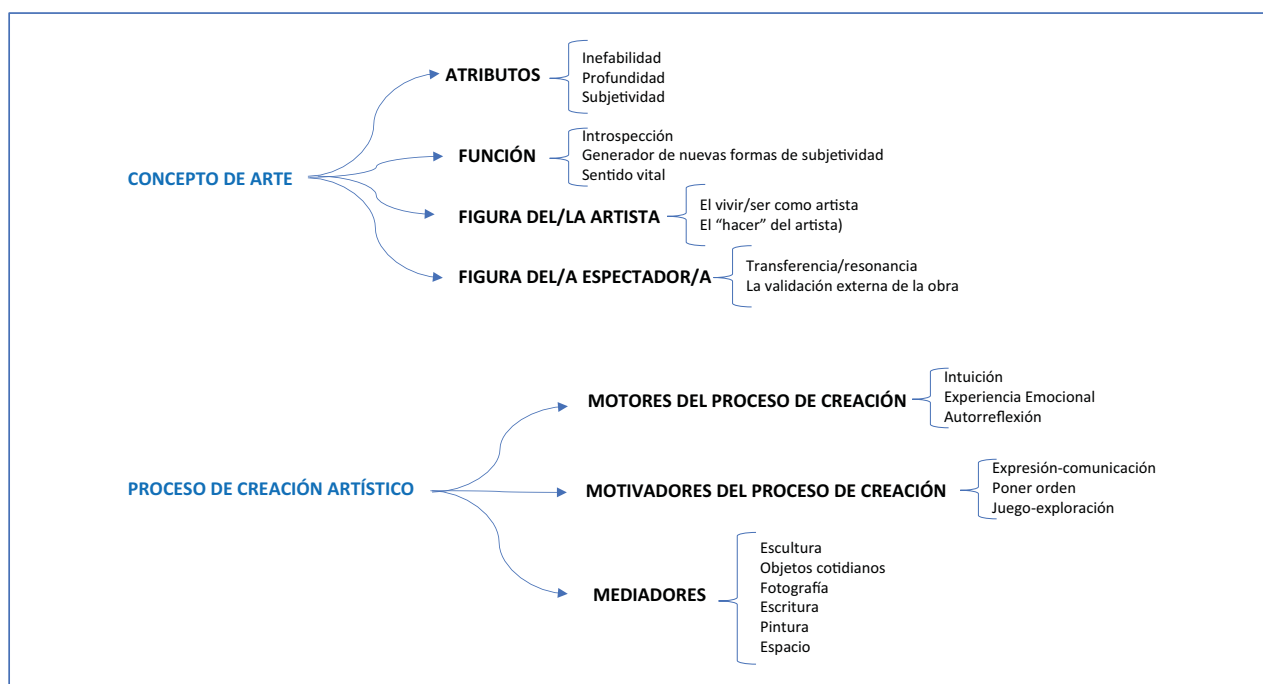 CONCEPTO DE ARTE
ATRIBUTOS
Inefabilidad
Profundidad
Subjetividad
FUNCIÓN
Introspección
Generador de nuevas formas de subjetividad
Sentido vital
FIGURA DEL/LA ARTISTA
El vivir/ser como artista
El “hacer” del artista)
FIGURA DEL/A ESPECTADOR/A
Transferencia/resonancia
La validación externa de la obra
PROCESO DE CREACIÓN ARTÍSTICO
MOTORES DEL PROCESO DE CREACIÓN
Intuición
Experiencia Emocional
Autorreflexión
MOTIVADORES DEL PROCESO DE CREACIÓN
Expresión-comunicación
Poner orden
Juego-exploración
MEDIADORES
Escultura
Objetos cotidianos
Fotografía
Escritura
Pintura
Espacio